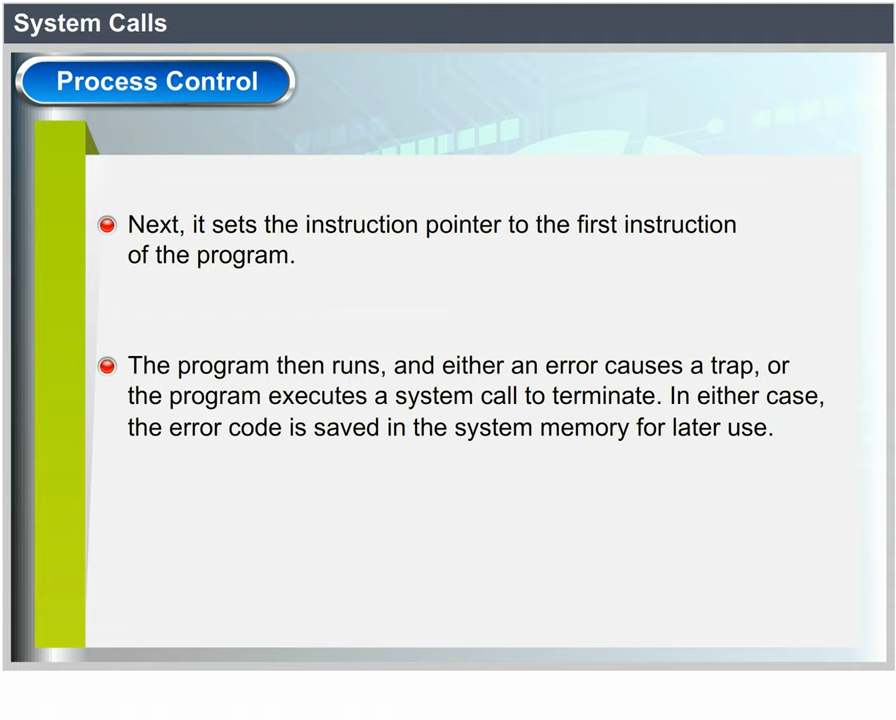 System Calls
Process Control
Next, it sets the instruction pointer to the first instruction
of the program.
The program then runs, and either an error causes a trap, or
the program executes a system call to terminate. In either case,
the error code is saved in the system memory for later use.